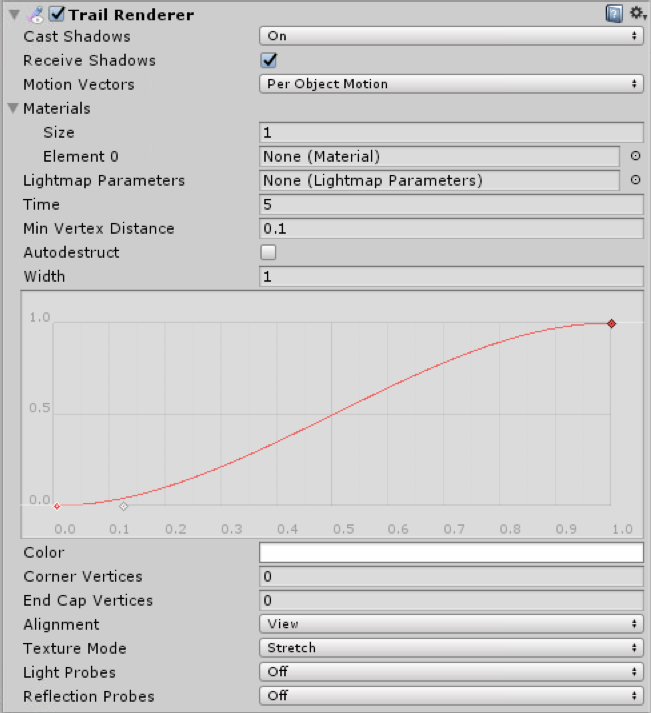 Trail Renderer
Cast Shadows On
Receive Shadows
Motion Vectors Per Object Motion
Materials
Size 1
Element 0 None (Material)
Lightmap Parameters None (Lightmap Parameters)
Time 5
Min Vertex Distance 0.1
Autodestruct
Width 1
1.0
0.5
0.0
0.0 0.1 0.2 0.3 0.4 0.5 0.6 0.7 0.8 0.9 1.0
Color
Corner Vertices 0
End Cap Vertices 0
Alignment View
Texture Mode Stretch
Light Probes Off
Reflection Probes Off